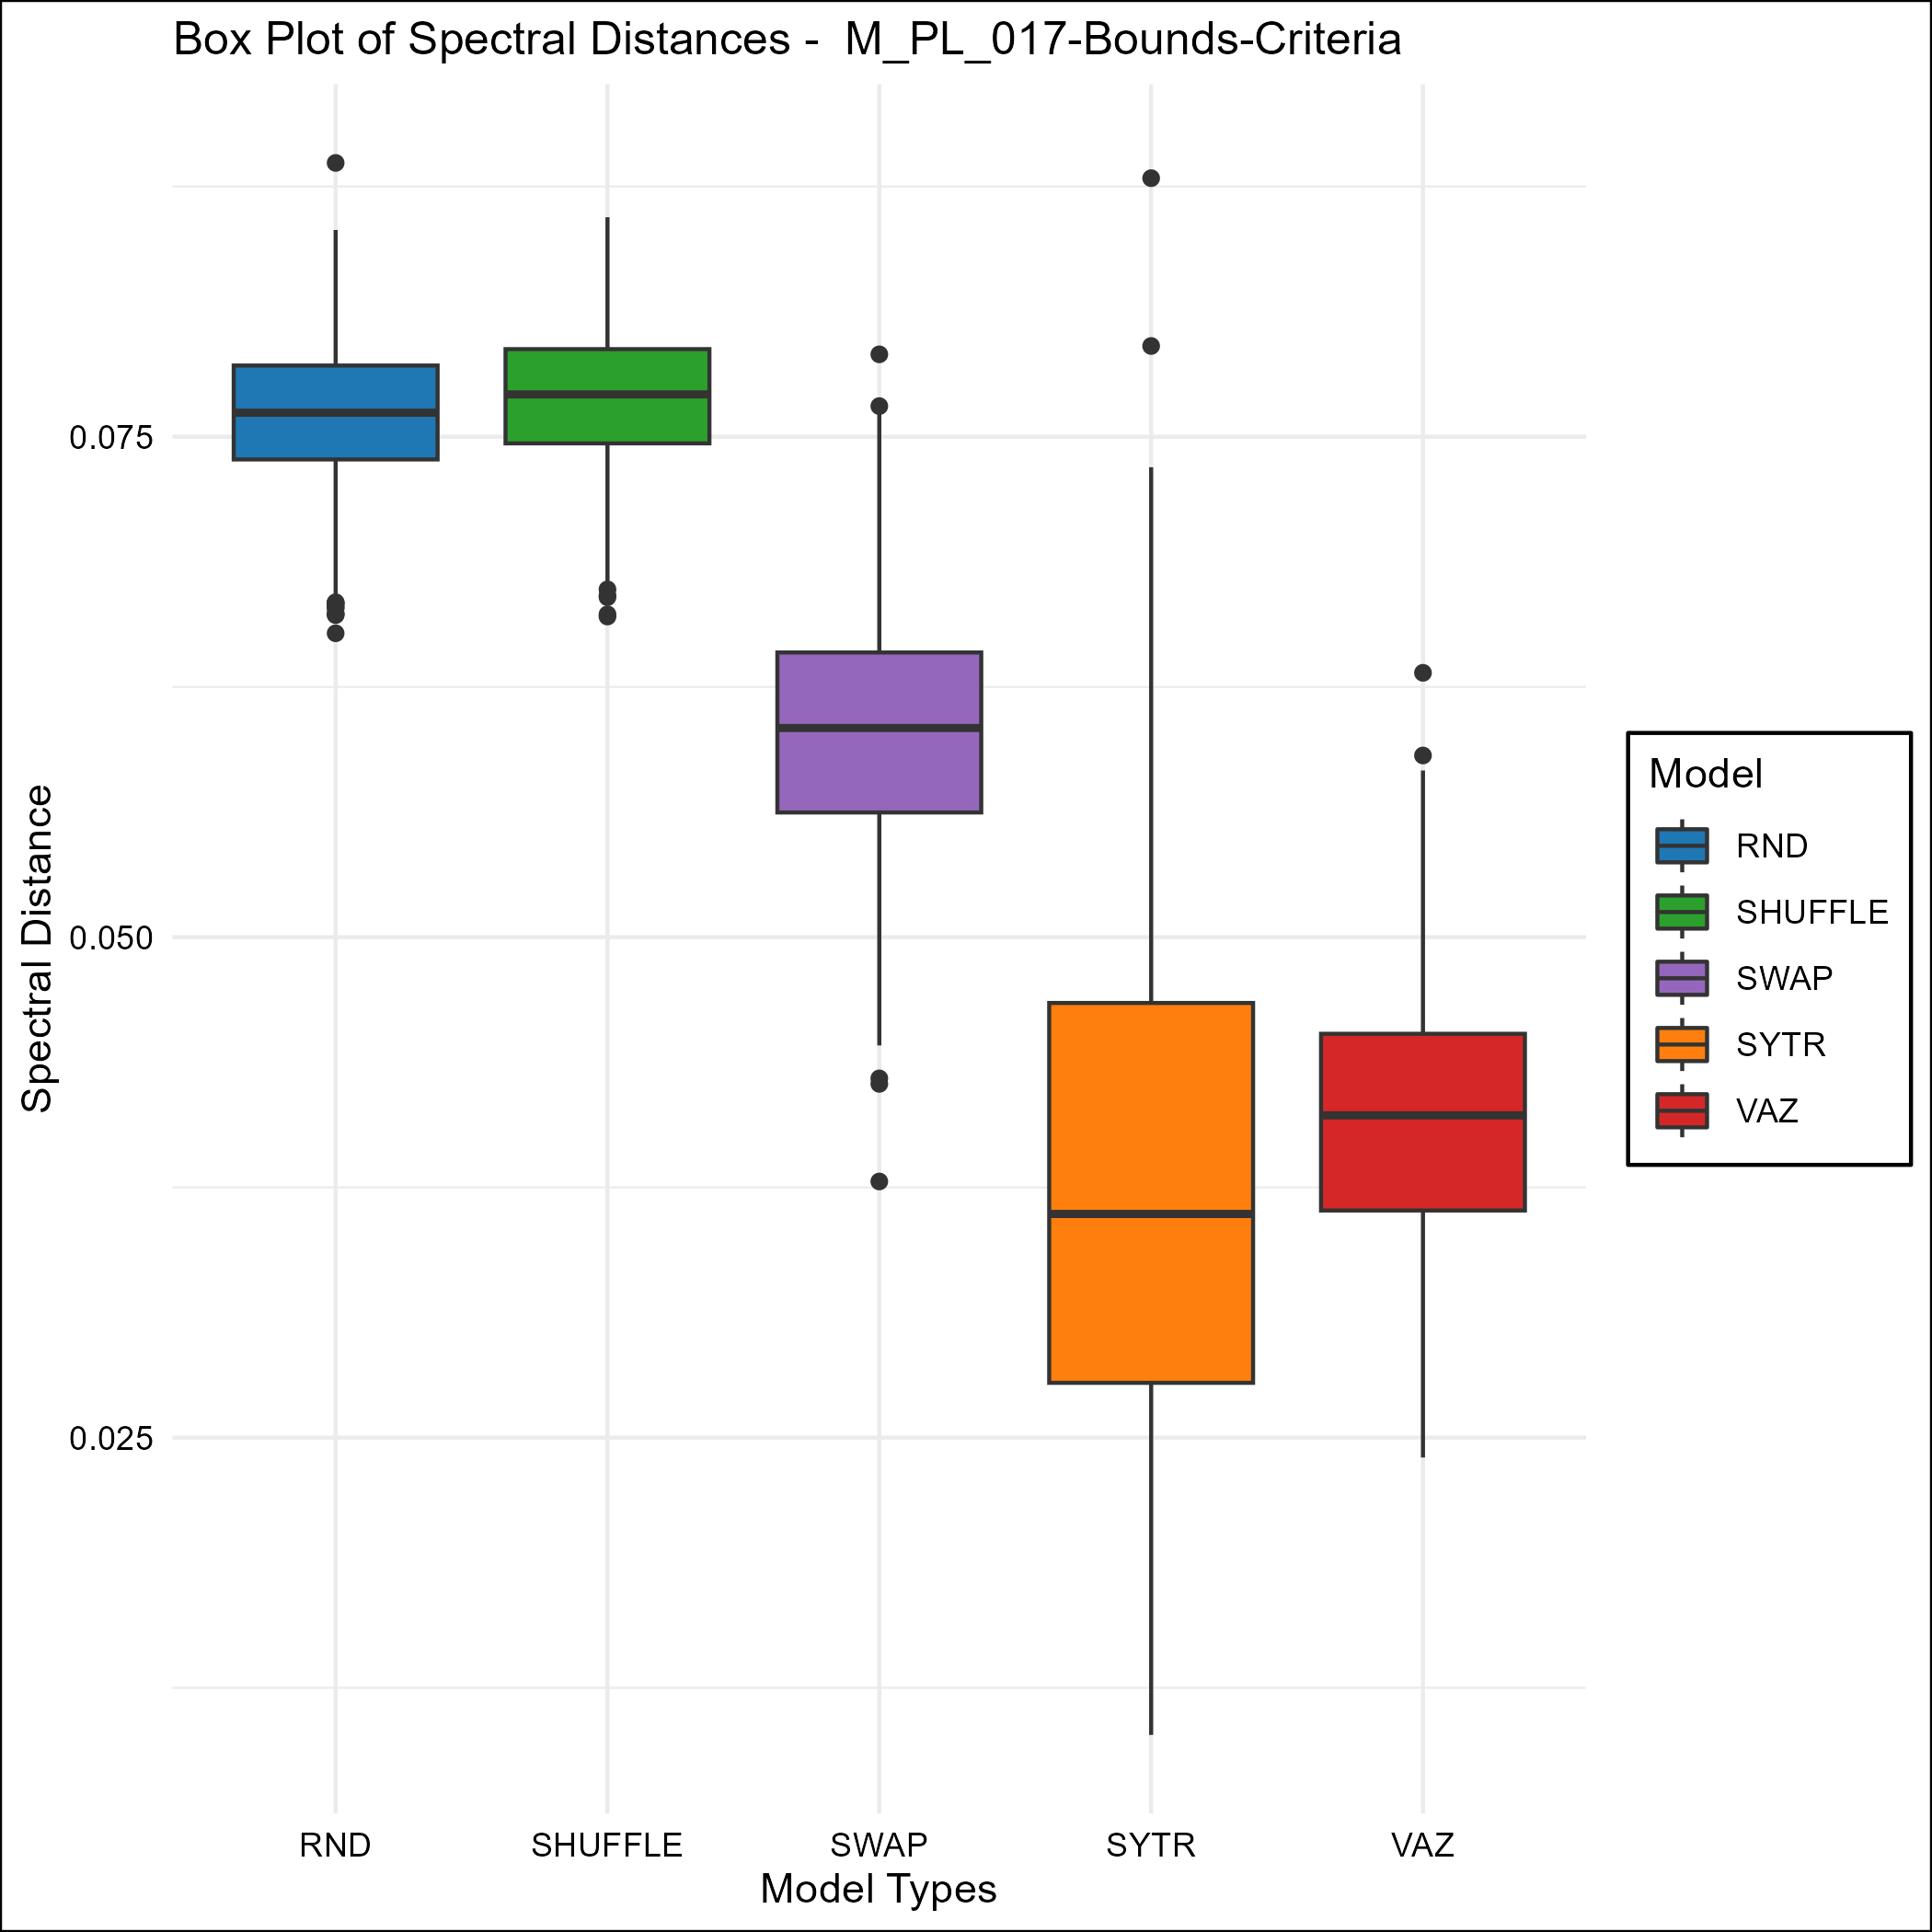 Box Plot of Spectral Distances -  M_PL_017-Bounds-Criteria
Spectral Distance
0.075
0.050
0.025
RND
SHUFFLE
SWAP
SYTR
VAZ
Model Types
Model
RND
SHUFFLE
SWAP
SYTR
VAZ